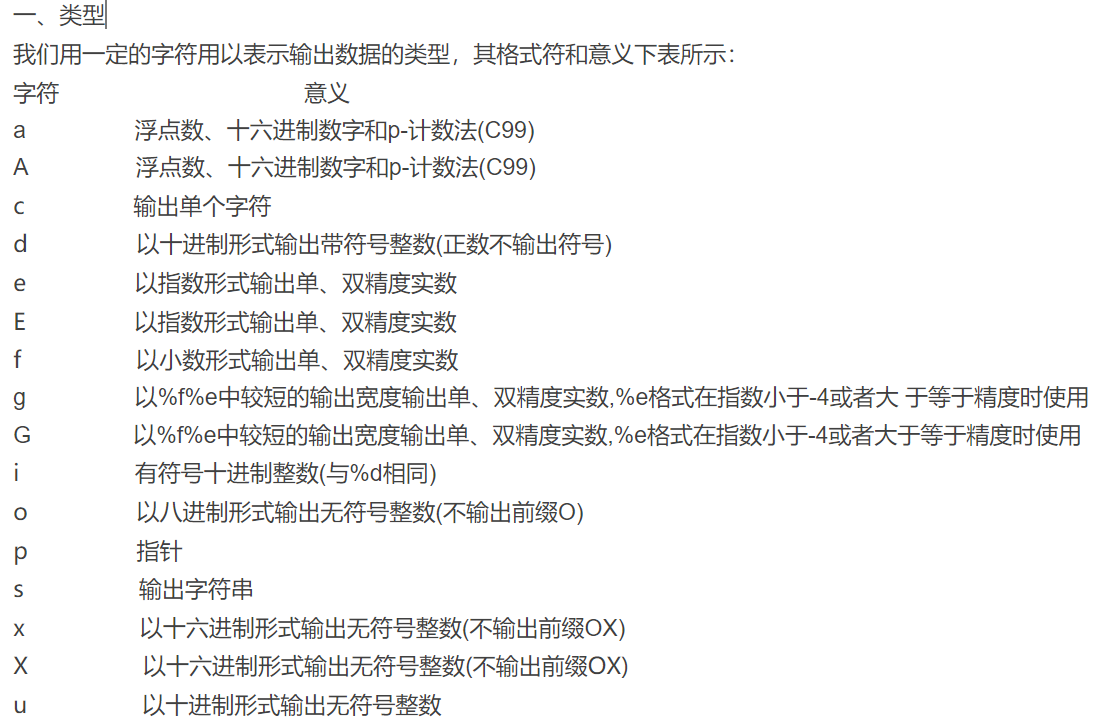 一、类型
我们用一定的字符用以表示输出数据的类型，其格式符和意义下表所示：
字符 意义
a 浮点数、十六进制数字和p-计数法(C99)
A 浮点数、十六进制数字和p-计数法(C99)
c 输出单个字符
d 以十进制形式输出带符号整数(正数不输出符号)
e 以指数形式输出单、双精度实数
E 以指数形式输出单、双精度实数
f 以小数形式输出单、双精度实数
g 以%f%e中较短的输出宽度输出单、双精度实数,%e格式在指数小于-4或者大 于等于精度时使用
G 以%f%e中较短的输出宽度输出单、双精度实数,%e格式在指数小于-4或者大于等于精度时使用
i 有符号十进制整数(与%d相同)
o 以八进制形式输出无符号整数(不输出前缀O)
p 指针
s 输出字符串
x 以十六进制形式输出无符号整数(不输出前缀OX)
X 以十六进制形式输出无符号整数(不输出前缀OX)
u 以十进制形式输出无符号整数